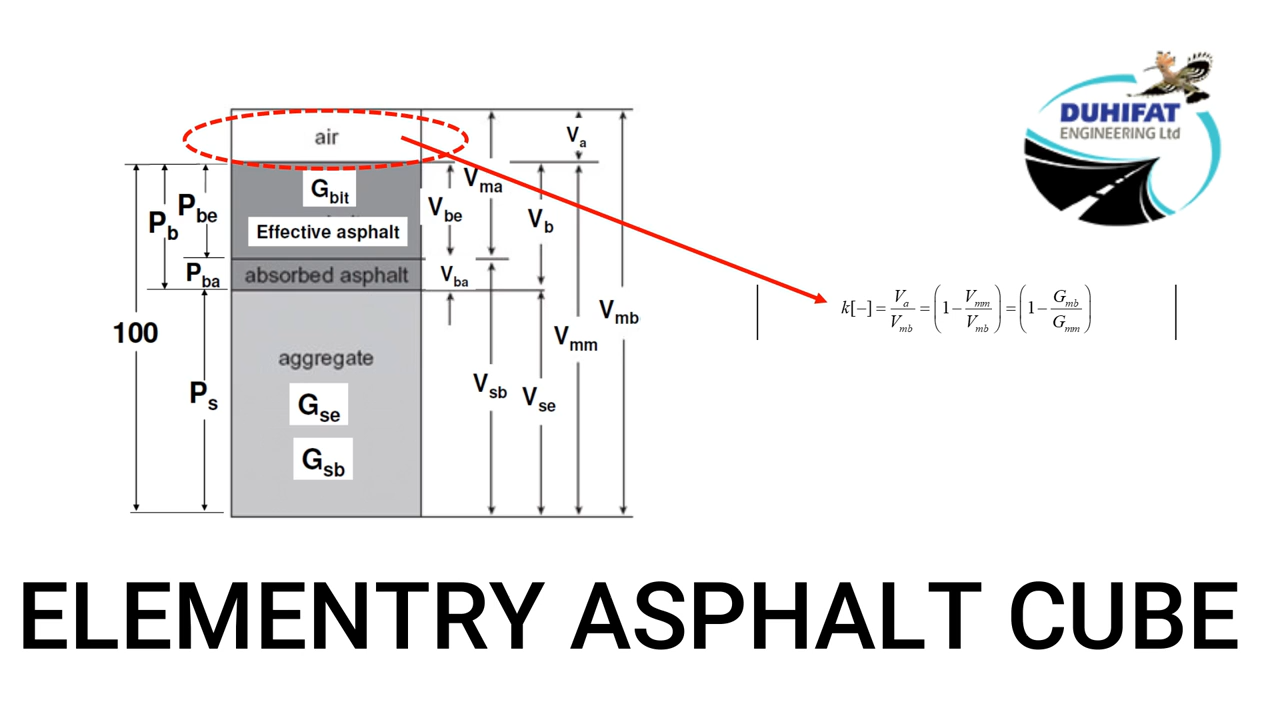 DUHIFAT
ENGINEERING Ltd
air
V_a
G_bit
V_ma
P_be
P_b
V_be
V_b
Effective asphalt
P_ba
absorbed asphalt
V_ba
k[−] = V_a/V_mb = (1 − V_mm/V_mb) = (1 − G_mb/G_mm)
100
V_mb
V_mm
aggregate
P_s
V_sb
V_se
G_se
G_sb
ELEMENTRY ASPHALT CUBE